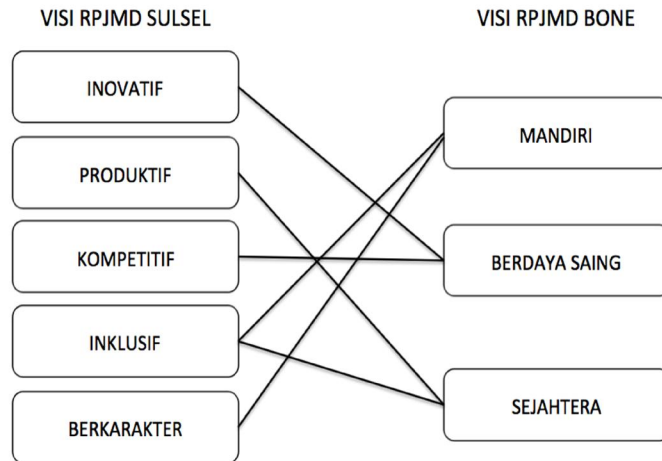 VISI RPJMD SULSEL
INOVATIF
PRODUKTIF
KOMPETITIF
INKLUSIF
BERKARAKTER
VISI RPJMD BONE
MANDIRI
BERDAYA SAING
SEJAHTERA